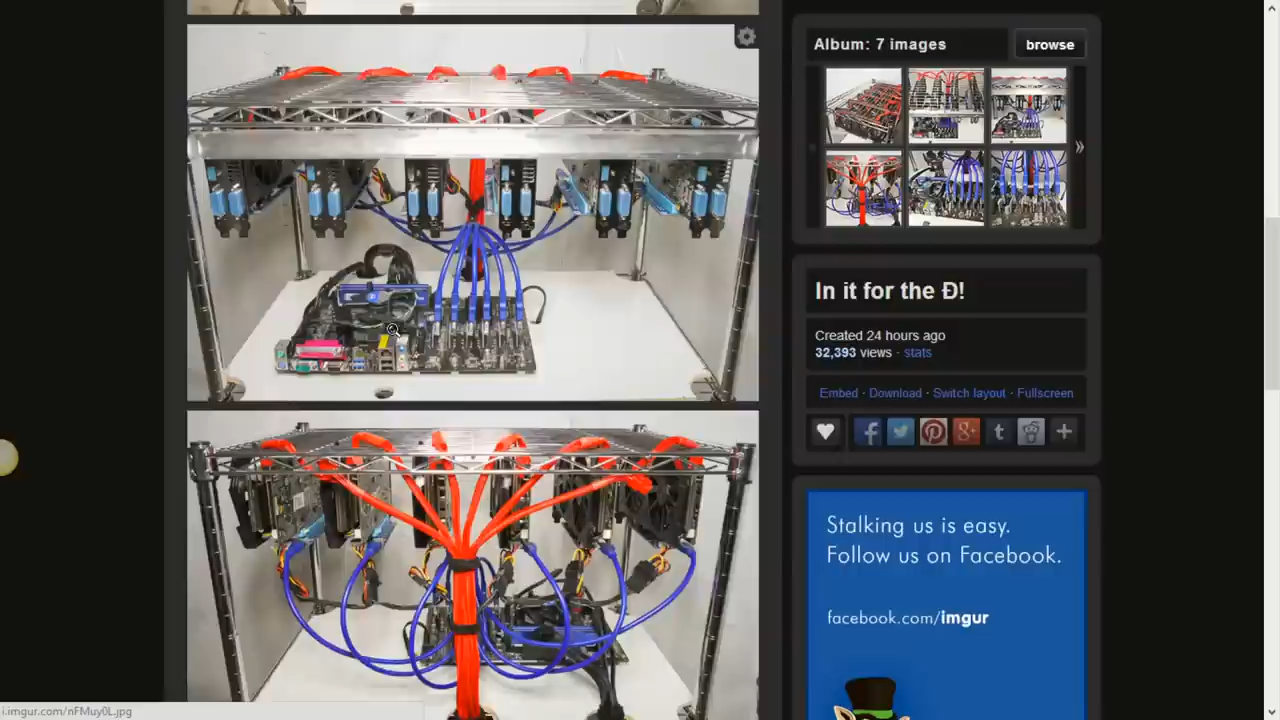 Album: 7 images
browse
In it for the Đ!
Created 24 hours ago
32,393 views · stats
Embed · Download · Switch layout · Fullscreen
Stalking us is easy.
Follow us on Facebook.
facebook.com/imgur
i.imgur.com/nFMuy0L.jpg